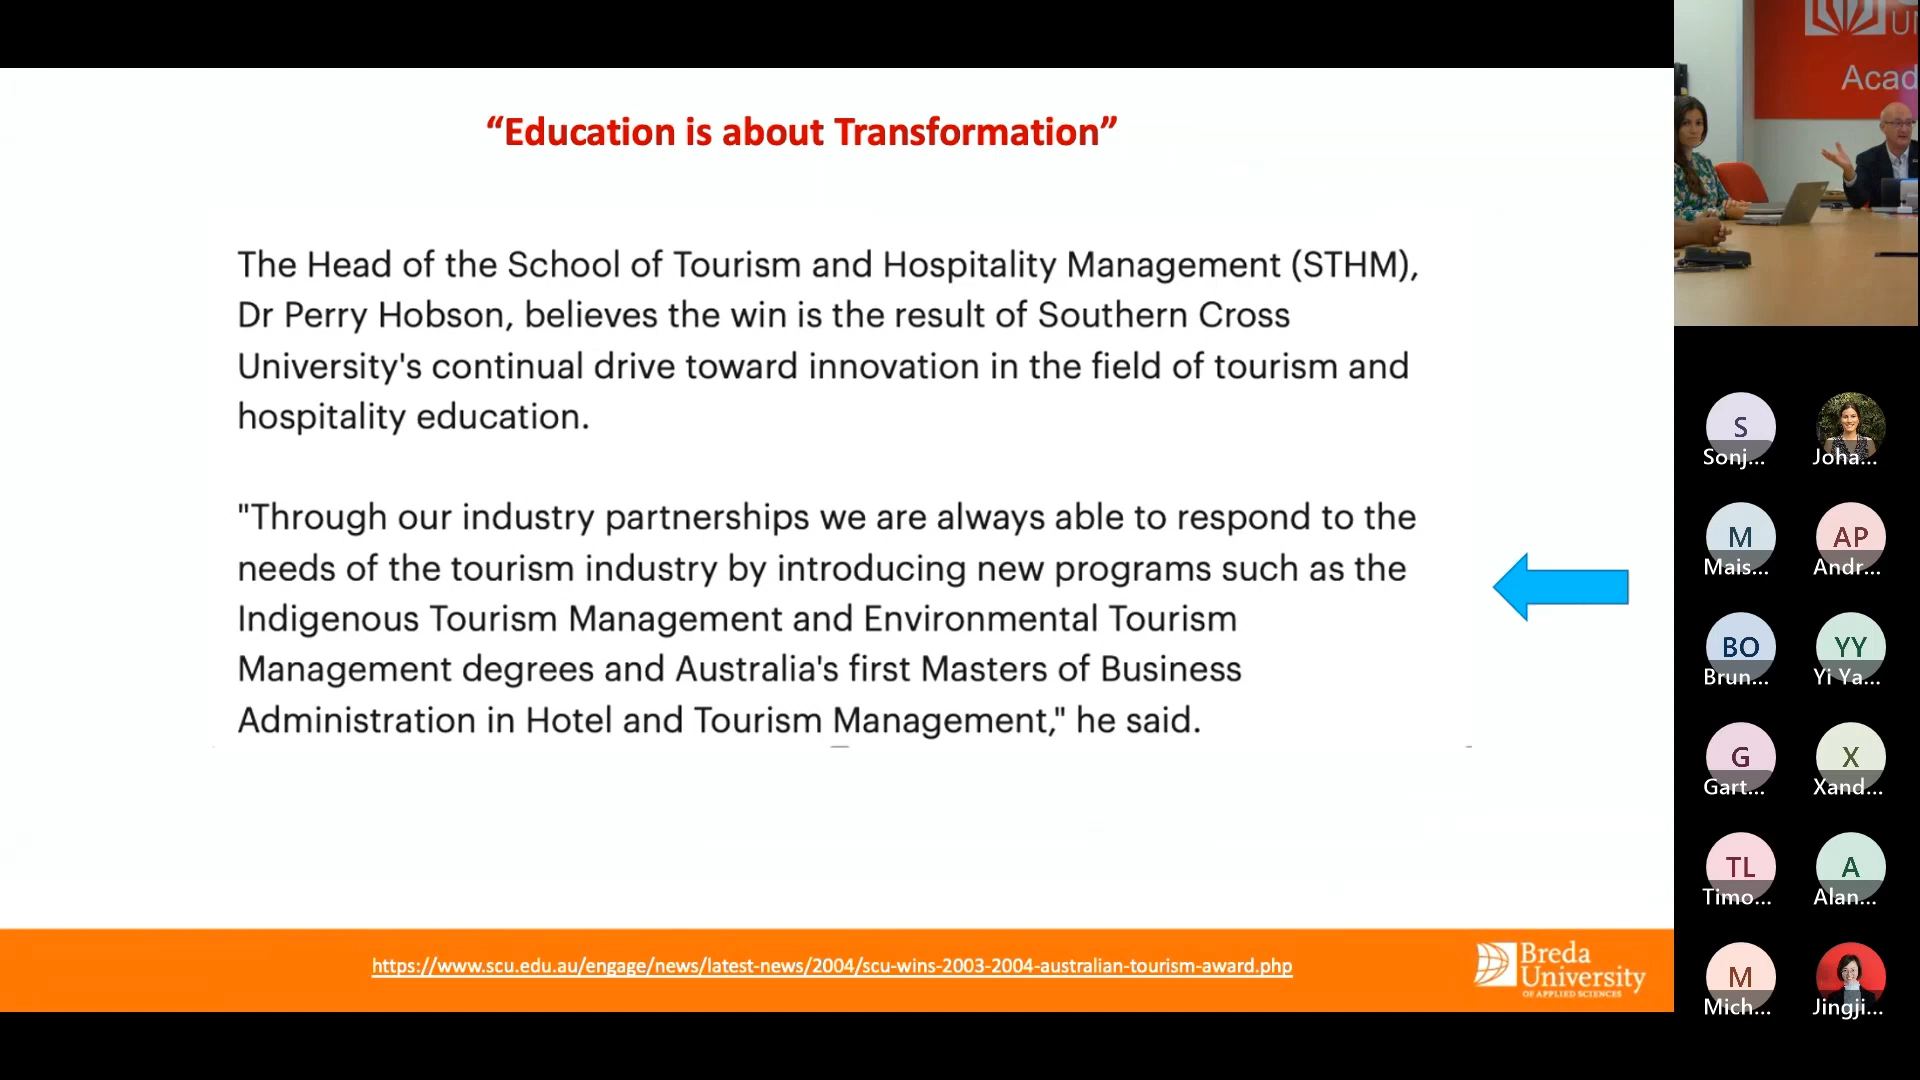 “Education is about Transformation”
The Head of the School of Tourism and Hospitality Management (STHM),
Dr Perry Hobson, believes the win is the result of Southern Cross
University's continual drive toward innovation in the field of tourism and
hospitality education.
"Through our industry partnerships we are always able to respond to the
needs of the tourism industry by introducing new programs such as the
Indigenous Tourism Management and Environmental Tourism
Management degrees and Australia's first Masters of Business
Administration in Hotel and Tourism Management," he said.
https://www.scu.edu.au/engage/news/latest-news/2004/scu-wins-2003-2004-australian-tourism-award.php
Breda
University
OF APPLIED SCIENCES
UN
Acad
S
Sonj...
Joha...
M
Mais...
AP
Andr...
BO
Brun...
YY
Yi Ya...
G
Gart...
X
Xand...
TL
Timo...
A
Alan...
M
Mich...
Jingji...